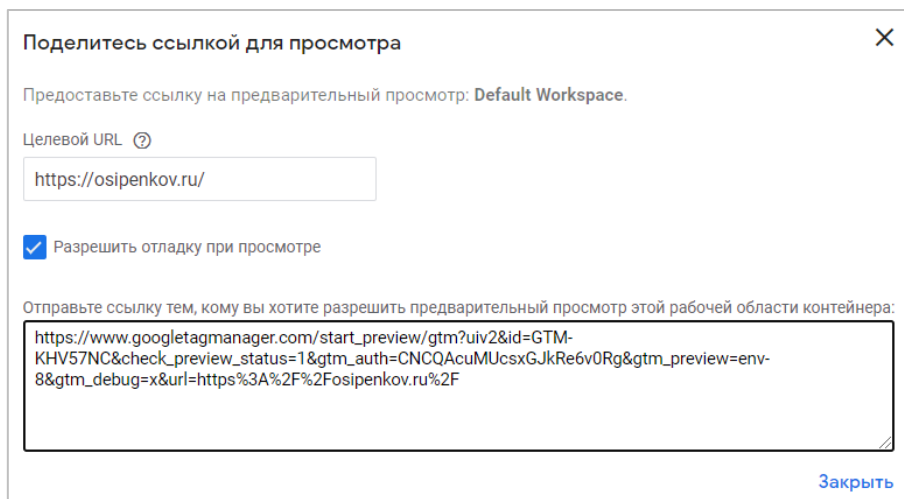 Поделитесь ссылкой для просмотра
Предоставьте ссылку на предварительный просмотр: Default Workspace.
Целевой URL ?
https://osipenkov.ru/
Разрешить отладку при просмотре
Отправьте ссылку тем, кому вы хотите разрешить предварительный просмотр этой рабочей области контейнера:
https://www.googletagmanager.com/start_preview/gtm?uiv2&id=GTM-
KHV57NC&check_preview_status=1&gtm_auth=CNCQAcuMUcsxGJkRe6v0Rg&gtm_preview=env-
8&gtm_debug=x&url=https%3A%2F%2Fosipenkov.ru%2F
Закрыть